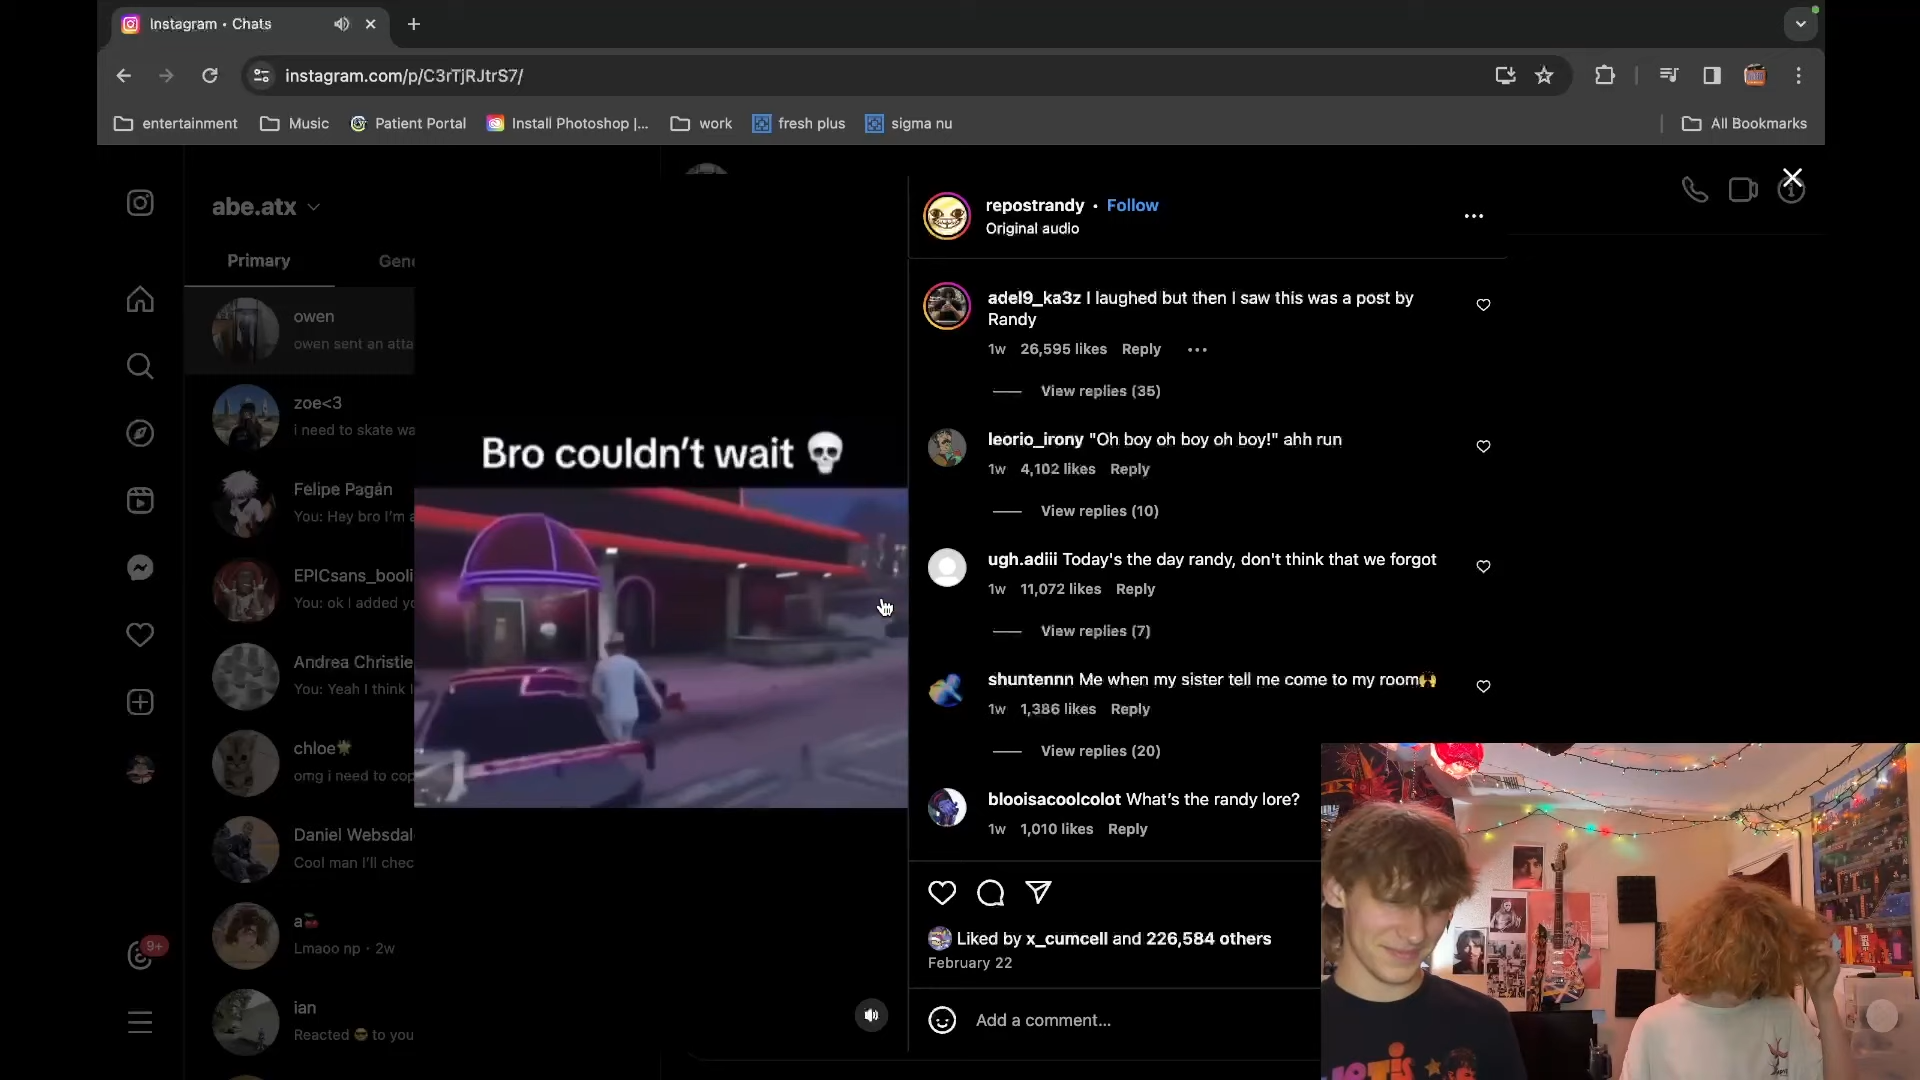 Instagram • Chats
instagram.com/p/C3rTjRJtrS7/
entertainment
Music
Patient Portal
Install Photoshop |...
work
fresh plus
sigma nu
All Bookmarks
abe.atx
Primary
Gene
owen
owen sent an atta
zoe<3
i need to skate wa
Felipe Pagán
You: Hey bro I'm a
EPICsans_booli
You: ok I added yo
Andrea Christie
You: Yeah I think I
chloe
omg i need to cop
Daniel Websdal
Cool man I'll chec
a🍒
Lmaoo np · 2w
ian
Reacted 😎 to you
9+
Bro couldn't wait 💀
repostrandy • Follow
Original audio
adel9_ka3z I laughed but then I saw this was a post by
Randy
1w 26,595 likes Reply
View replies (35)
leorio_irony "Oh boy oh boy oh boy!" ahh run
1w 4,102 likes Reply
View replies (10)
ugh.adiii Today's the day randy, don't think that we forgot
1w 11,072 likes Reply
View replies (7)
shuntennn Me when my sister tell me come to my room🙌
1w 1,386 likes Reply
View replies (20)
blooisacoolcolot What's the randy lore?
1w 1,010 likes Reply
Liked by x_cumcell and 226,584 others
February 22
Add a comment...